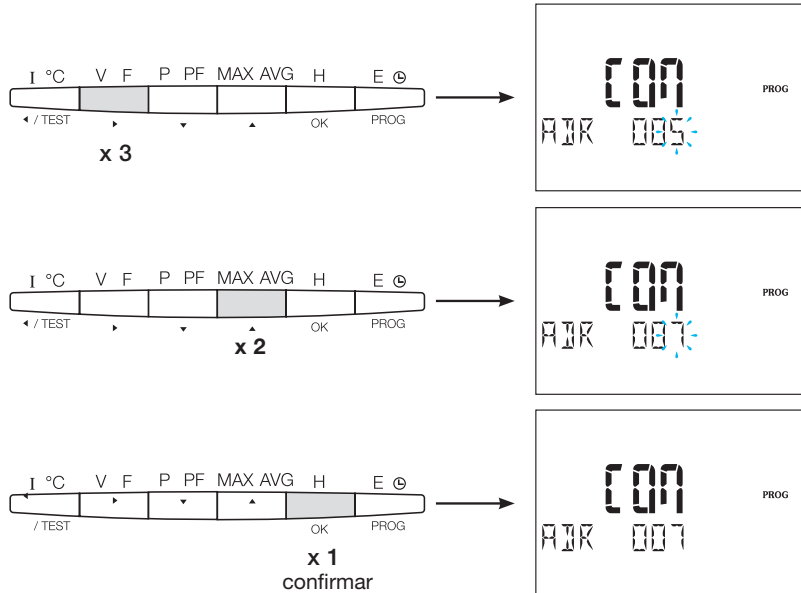 I °C V F P PF MAX AVG H E
/ TEST OK PROG
x 3
COM
PROG
ADR 005
I °C V F P PF MAX AVG H E
/ TEST OK PROG
x 2
COM
PROG
ADR 007
I °C V F P PF MAX AVG H E
/ TEST OK PROG
x 1
confirmar
COM
PROG
ADR 007